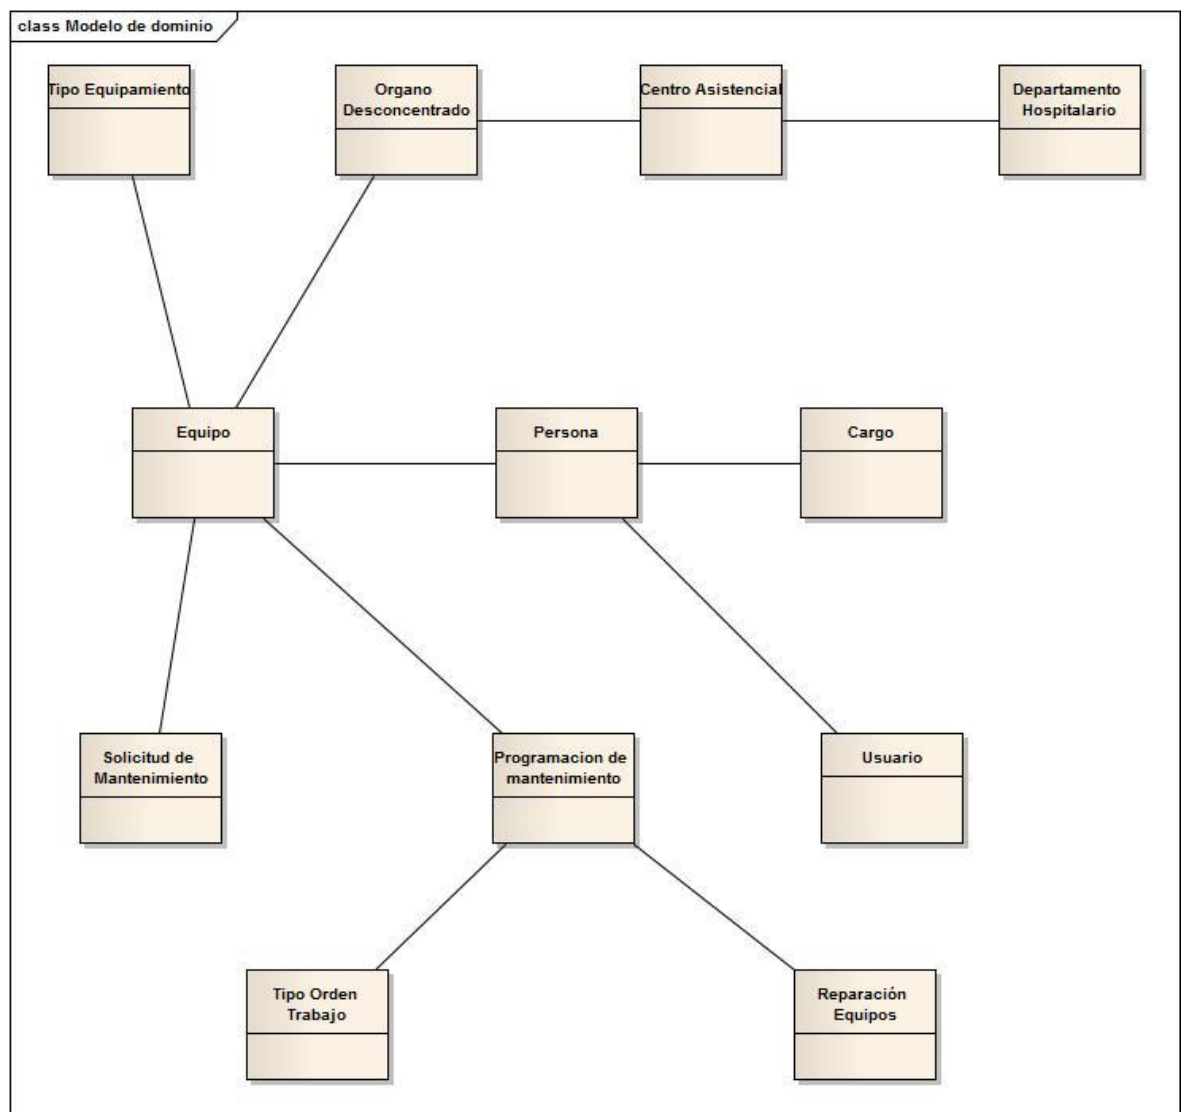 class Modelo de dominio
Tipo Equipamiento
Organo
Desconcentrado
Centro Asistencial
Departamento
Hospitalario
Equipo
Persona
Cargo
Solicitud de
Mantenimiento
Programacion de
mantenimiento
Usuario
Tipo Orden
Trabajo
Reparación
Equipos